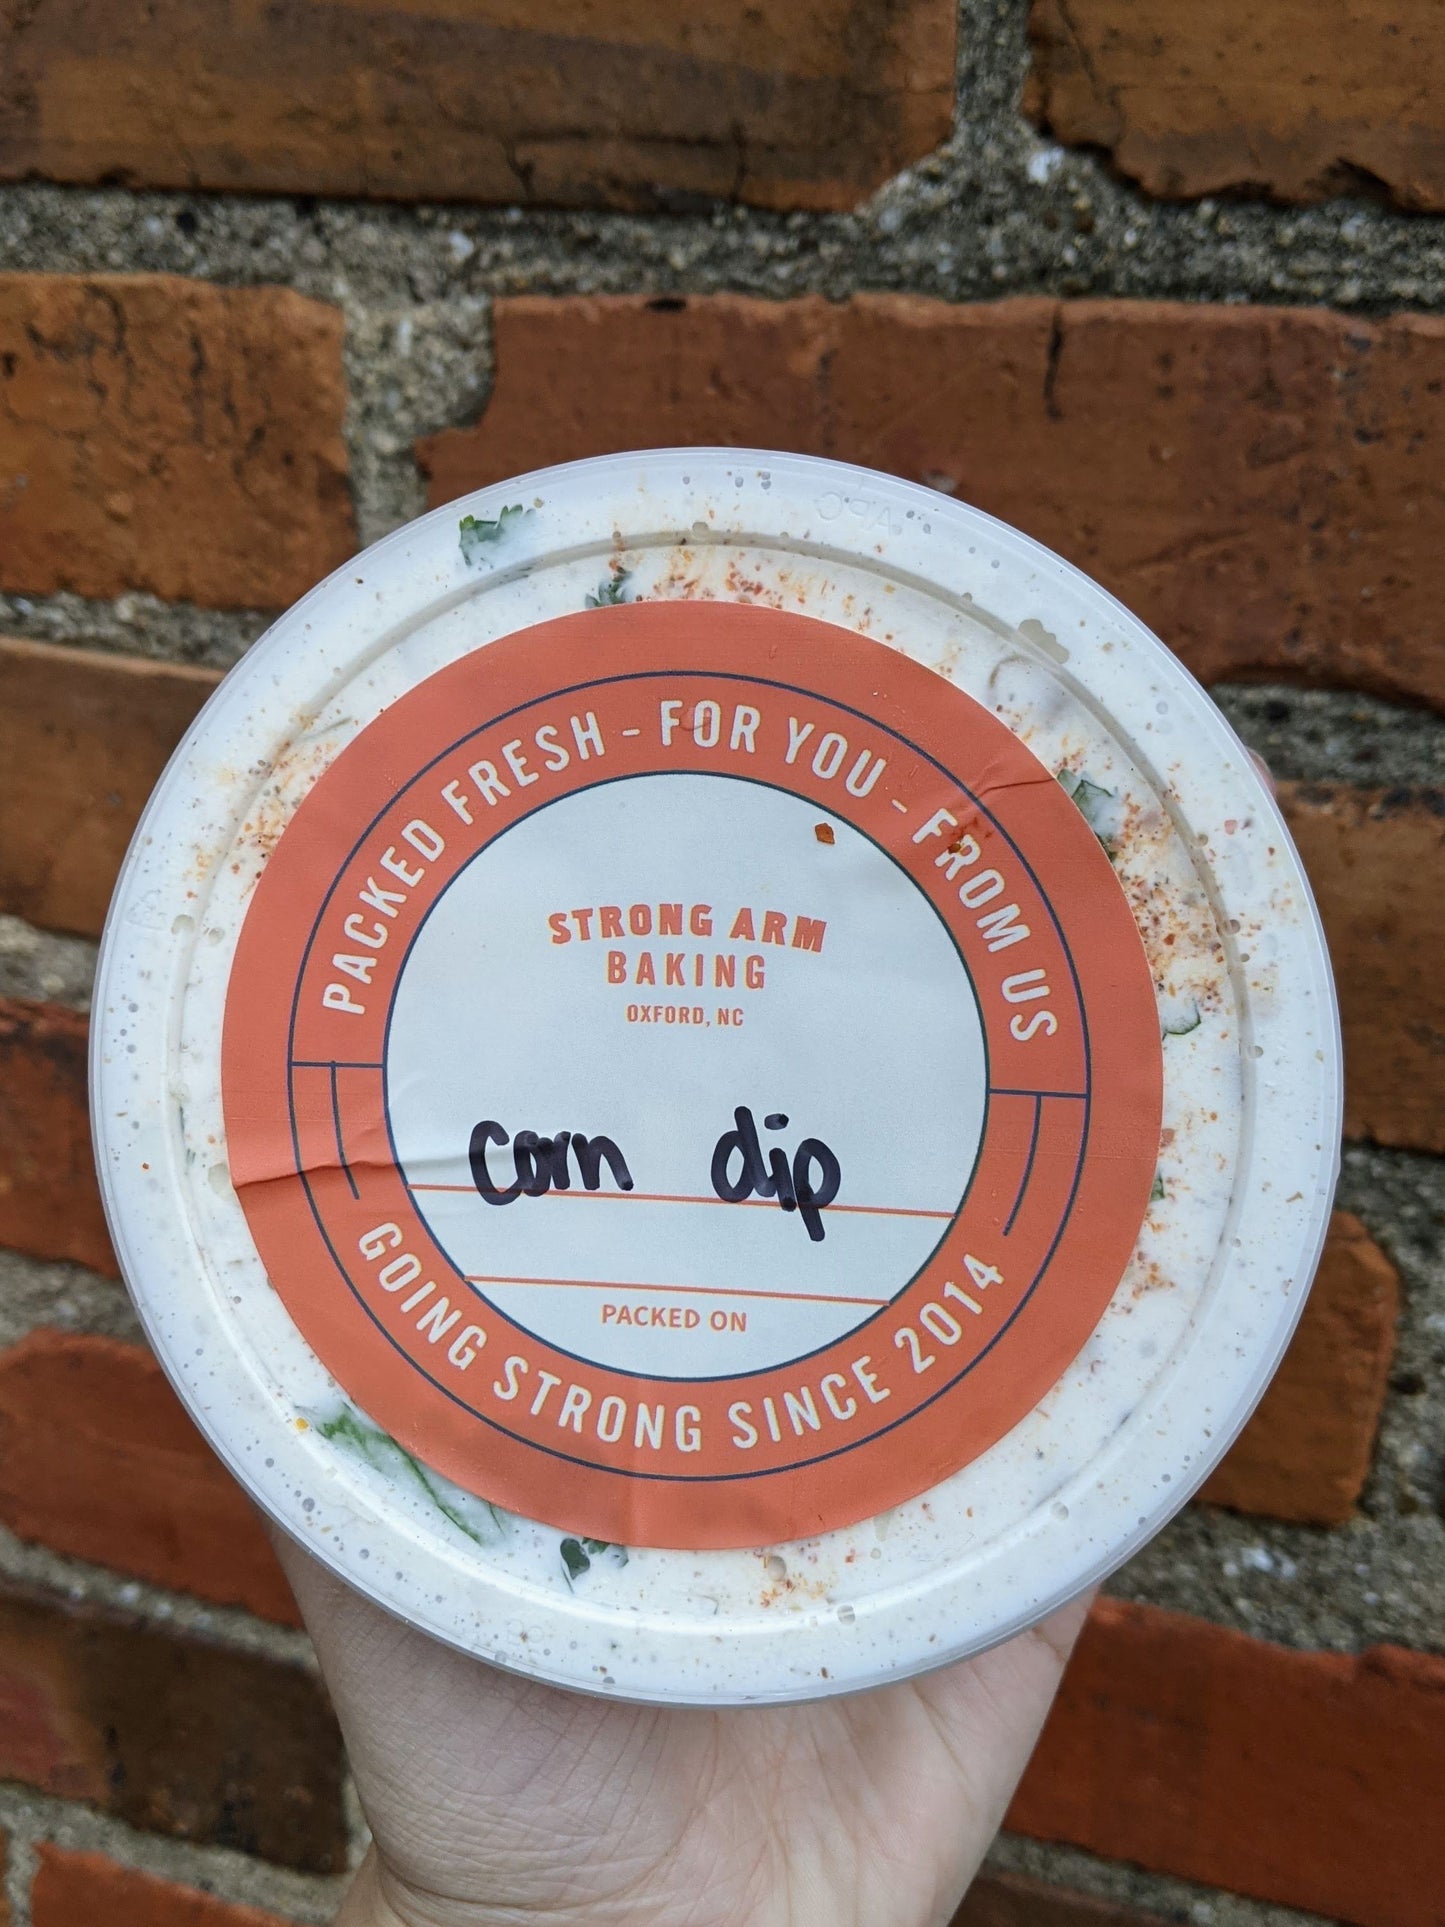 PACKED FRESH - FOR YOU - FROM US
STRONG ARM
BAKING
OXFORD, NC
corn dip
PACKED ON
GOING STRONG SINCE 2014